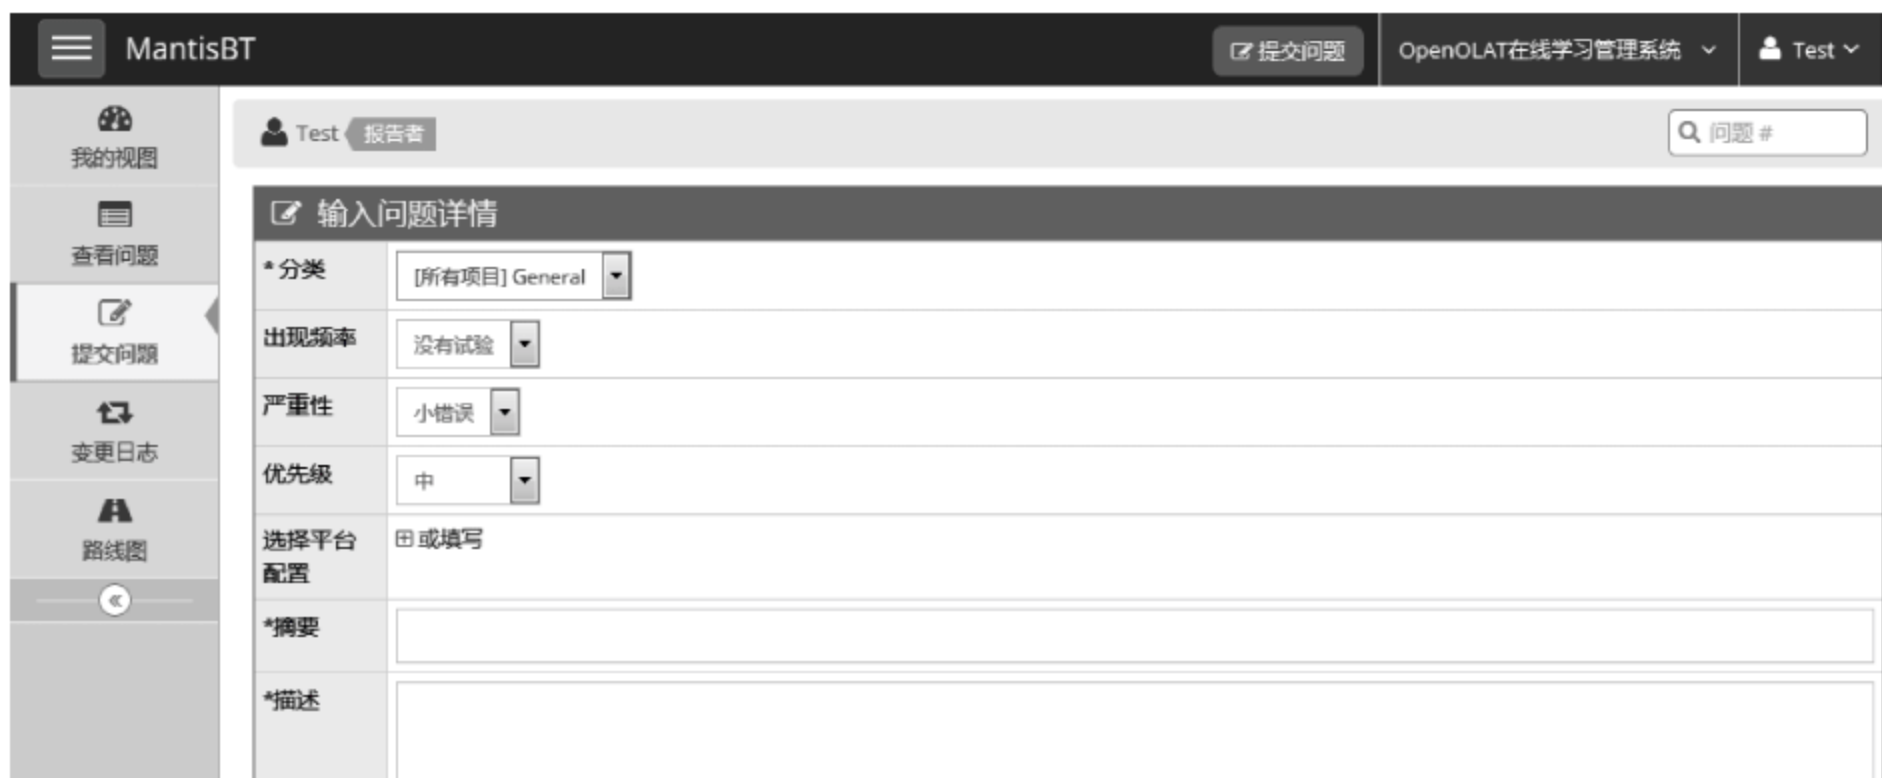 MantisBT
提交问题
OpenOLAT在线学习管理系统
Test
我的视图
查看问题
提交问题
变更日志
路线图
Test 报告者
问题 #
输入问题详情
*分类 [所有项目] General
出现频率 没有试验
严重性 小错误
优先级 中
选择平台
配置
或填写
*摘要
*描述